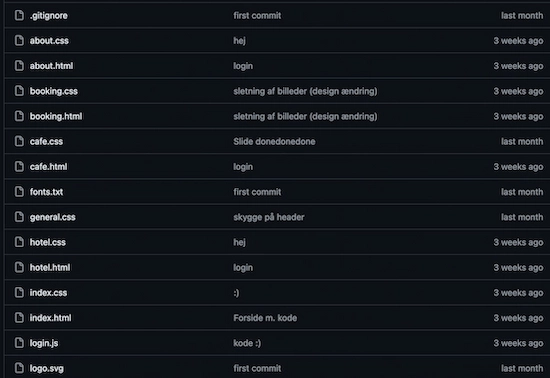 .gitignore first commit last month
about.css hej 3 weeks ago
about.html login 3 weeks ago
booking.css sletning af billeder (design ændring) 3 weeks ago
booking.html sletning af billeder (design ændring) 3 weeks ago
cafe.css Slide donedonedone last month
cafe.html login 3 weeks ago
fonts.txt first commit last month
general.css skygge på header last month
hotel.css hej 3 weeks ago
hotel.html login 3 weeks ago
index.css :) 3 weeks ago
index.html Forside m. kode 3 weeks ago
login.js kode :) 3 weeks ago
logo.svg first commit last month